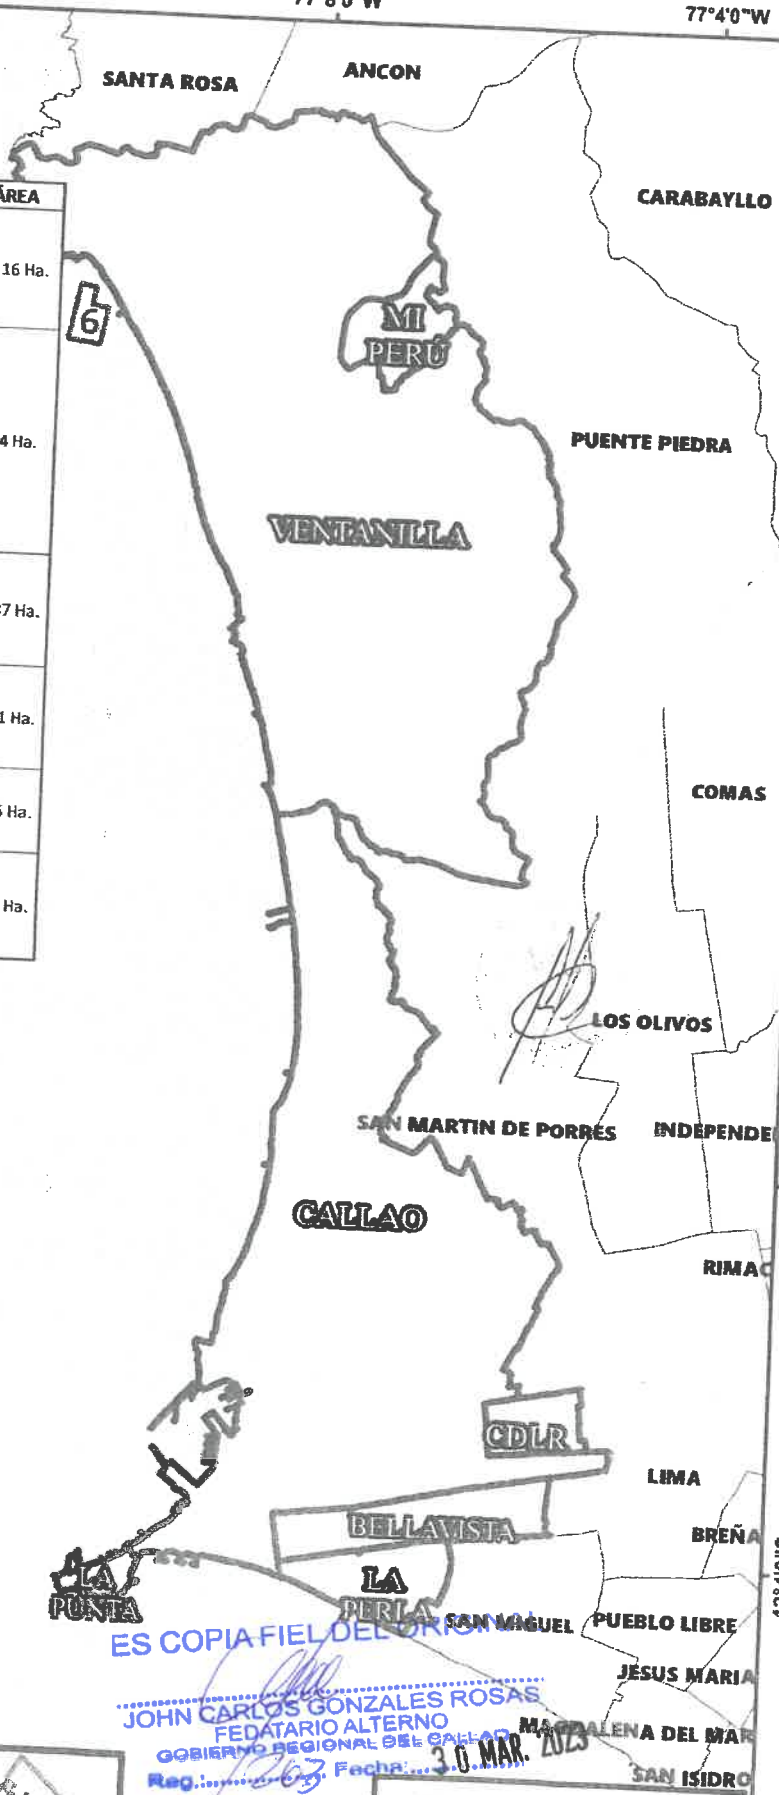 77°4'0"W
SANTA ROSA
ANCON
CARABAYLLO
ÁREA
16 Ha.
6
MI
PERÚ
4 Ha.
PUENTE PIEDRA
VENTANILLA
7 Ha.
1 Ha.
COMAS
Ha.
Ha.
LOS OLIVOS
SAN MARTIN DE PORRES
INDEPENDE
CALLAO
RIMAC
CDLR
LIMA
BELLAVISTA
BREÑA
LA
PUNTA
LA
PERLA
SAN MIGUEL
PUEBLO LIBRE
ES COPIA FIEL DEL ORIGINAL
JESUS MARIA
JOHN CARLOS GONZALES ROSAS
FEDATARIO ALTERNO
MAGDALENA DEL MAR
GOBIERNO REGIONAL DEL CALLAO
Reg.: 1263 Fecha: 30 MAR. 2023
SAN ISIDRO